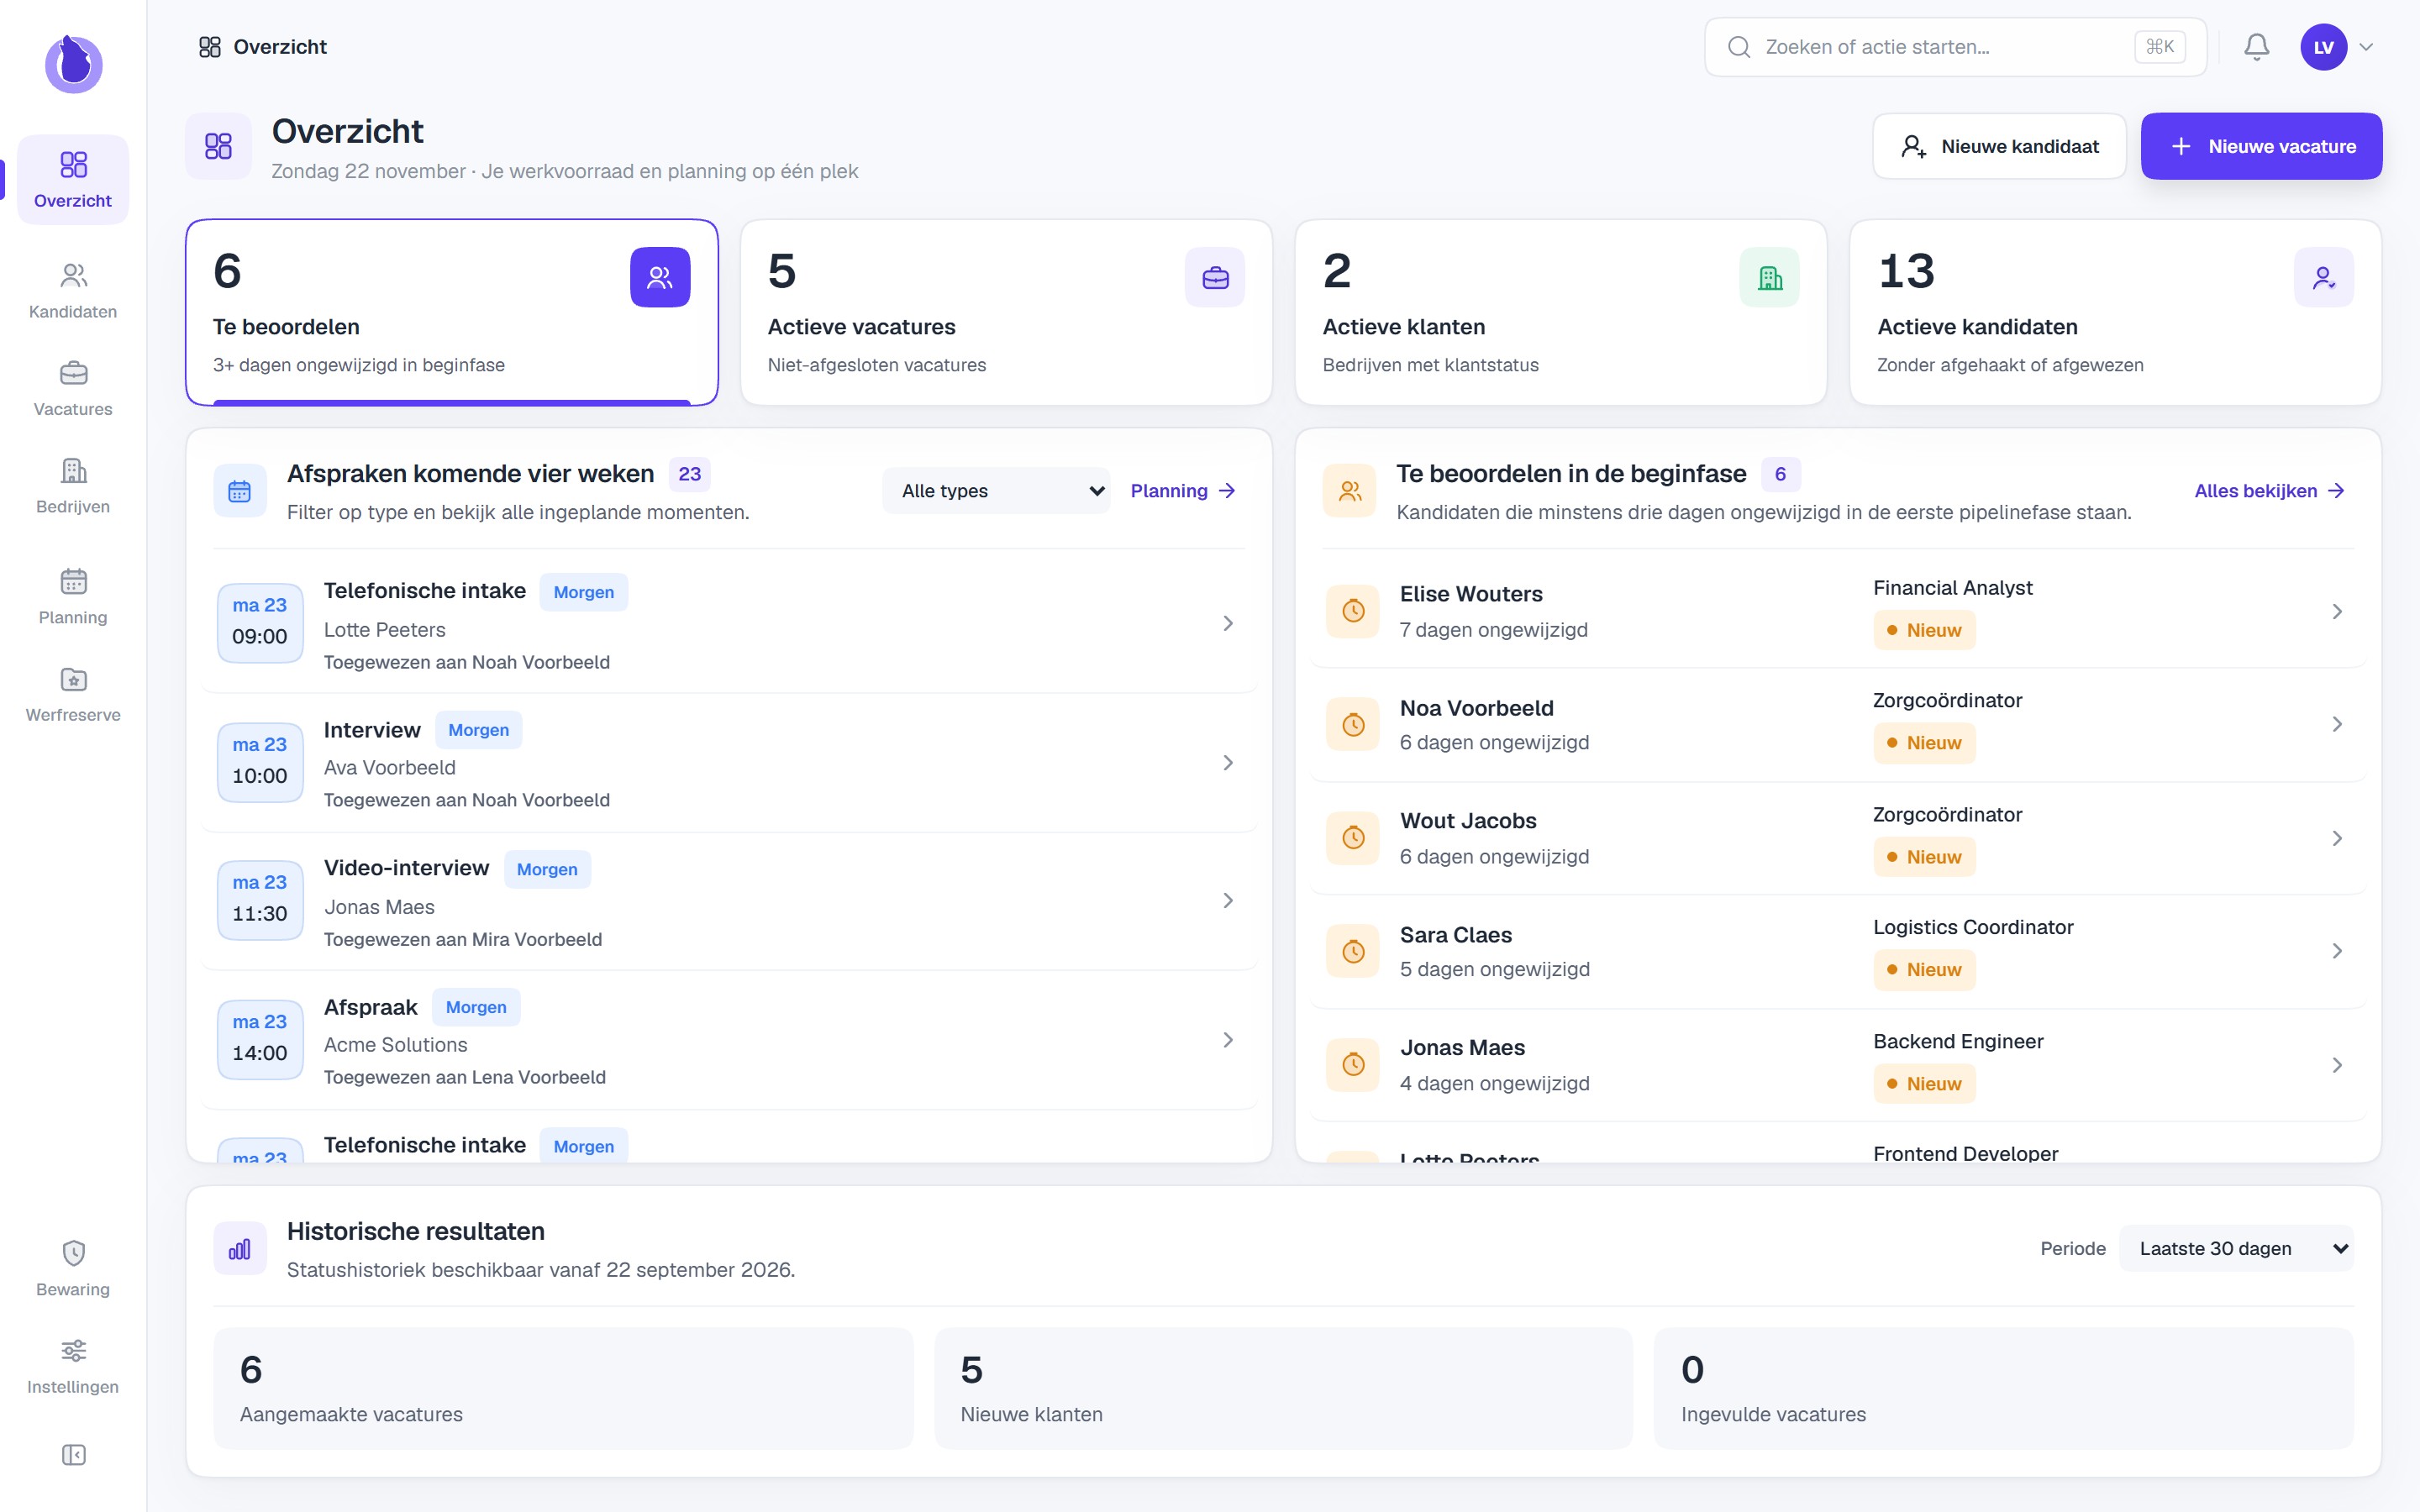 Overzicht
Zoeken of actie starten...
⌘K
LV
Overzicht
Kandidaten
Vacatures
Bedrijven
Planning
Werfreserve
Bewaring
Instellingen
Overzicht
Zondag 22 november · Je werkvoorraad en planning op één plek
Nieuwe kandidaat
Nieuwe vacature
6
Te beoordelen
3+ dagen ongewijzigd in beginfase
5
Actieve vacatures
Niet-afgesloten vacatures
2
Actieve klanten
Bedrijven met klantstatus
13
Actieve kandidaten
Zonder afgehaakt of afgewezen
Afspraken komende vier weken 23
Filter op type en bekijk alle ingeplande momenten.
Alle types
Planning
ma 23
09:00
Telefonische intake Morgen
Lotte Peeters
Toegewezen aan Noah Voorbeeld
ma 23
10:00
Interview Morgen
Ava Voorbeeld
Toegewezen aan Noah Voorbeeld
ma 23
11:30
Video-interview Morgen
Jonas Maes
Toegewezen aan Mira Voorbeeld
ma 23
14:00
Afspraak Morgen
Acme Solutions
Toegewezen aan Lena Voorbeeld
ma 23
Telefonische intake Morgen
Te beoordelen in de beginfase 6
Kandidaten die minstens drie dagen ongewijzigd in de eerste pipelinefase staan.
Alles bekijken
Elise Wouters
7 dagen ongewijzigd
Financial Analyst
Nieuw
Noa Voorbeeld
6 dagen ongewijzigd
Zorgcoördinator
Nieuw
Wout Jacobs
6 dagen ongewijzigd
Zorgcoördinator
Nieuw
Sara Claes
5 dagen ongewijzigd
Logistics Coordinator
Nieuw
Jonas Maes
4 dagen ongewijzigd
Backend Engineer
Nieuw
Lotte Peeters
Frontend Developer
Historische resultaten
Statushistoriek beschikbaar vanaf 22 september 2026.
Periode
Laatste 30 dagen
6
Aangemaakte vacatures
5
Nieuwe klanten
0
Ingevulde vacatures